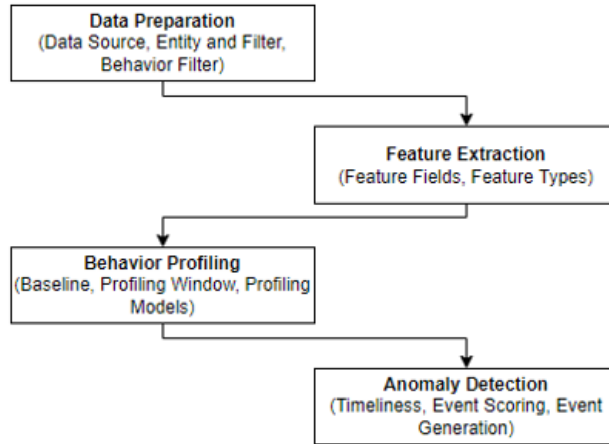 Data Preparation
(Data Source, Entity and Filter,
Behavior Filter)
Feature Extraction
(Feature Fields, Feature Types)
Behavior Profiling
(Baseline, Profiling Window, Profiling
Models)
Anomaly Detection
(Timeliness, Event Scoring, Event
Generation)